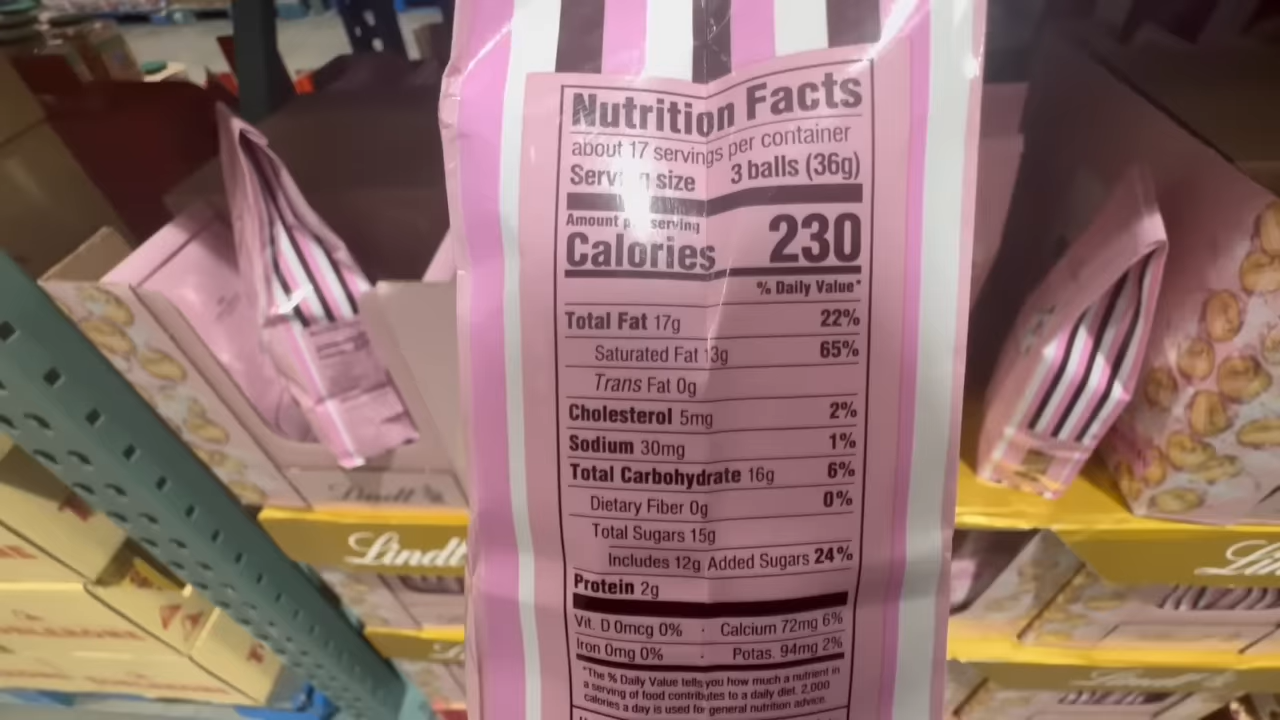 Nutrition Facts
about 17 servings per container
Serving size 3 balls (36g)
Amount per serving
Calories 230
% Daily Value*
Total Fat 17g 22%
Saturated Fat 13g 65%
Trans Fat 0g
Cholesterol 5mg 2%
Sodium 30mg 1%
Total Carbohydrate 16g 6%
Dietary Fiber 0g 0%
Total Sugars 15g
Includes 12g Added Sugars 24%
Protein 2g
Vit. D 0mcg 0% · Calcium 72mg 6%
Iron 0mg 0% · Potas. 94mg 2%
*The % Daily Value tells you how much a nutrient in
a serving of food contributes to a daily diet. 2,000
calories a day is used for general nutrition advice.
Lindt
Lindt